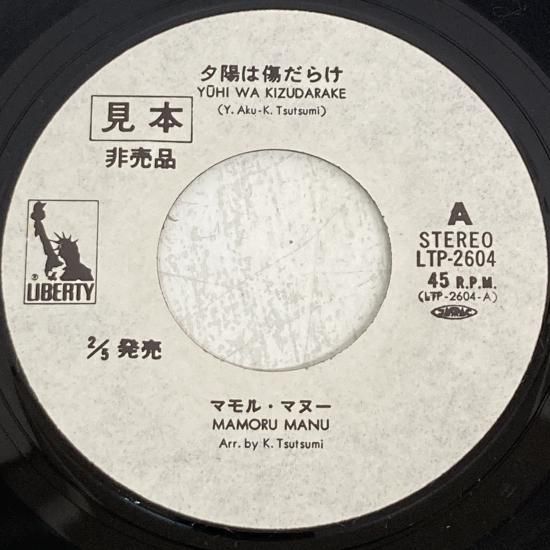 夕陽は傷だらけ
YŪHI WA KIZUDARAKE
(Y. Aku-K. Tsutsumi)
見本
非売品
® LIBERTY
A
STEREO
LTP-2604
45 R.P.M.
(LTP-2604-A)
JASRAC
2/5 発売
マモル・マヌー
MAMORU MANU
Arr. by K. Tsutsumi